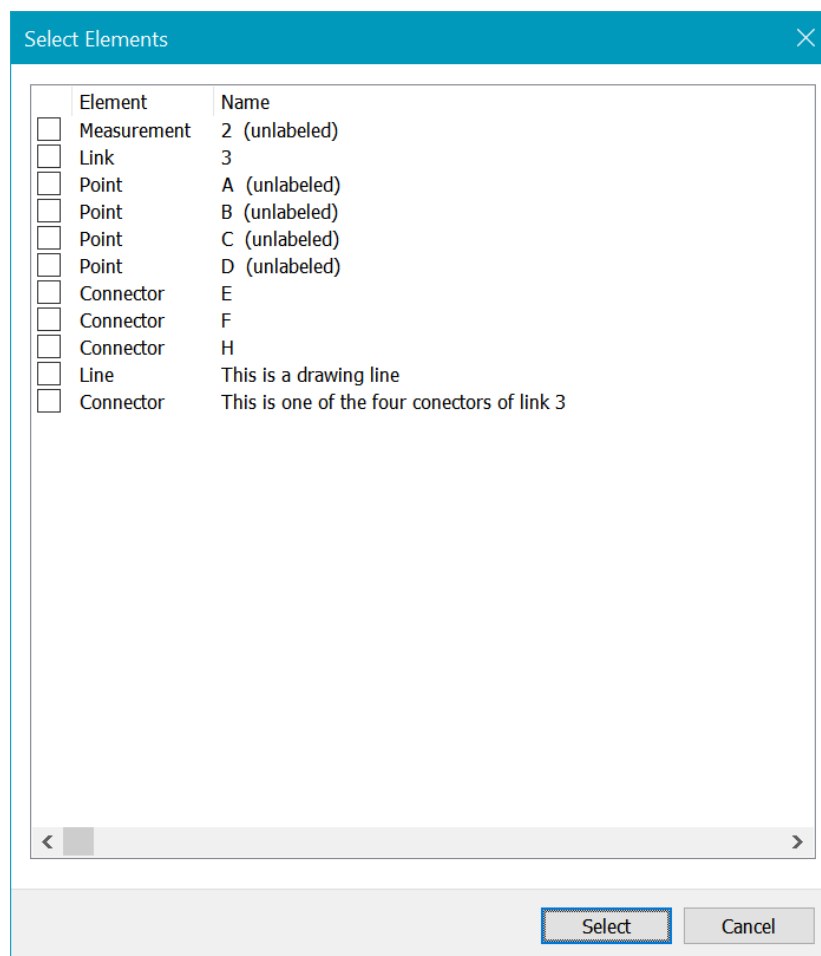 Select Elements
Element Name
Measurement 2 (unlabeled)
Link 3
Point A (unlabeled)
Point B (unlabeled)
Point C (unlabeled)
Point D (unlabeled)
Connector E
Connector F
Connector H
Line This is a drawing line
Connector This is one of the four conectors of link 3
Select Cancel